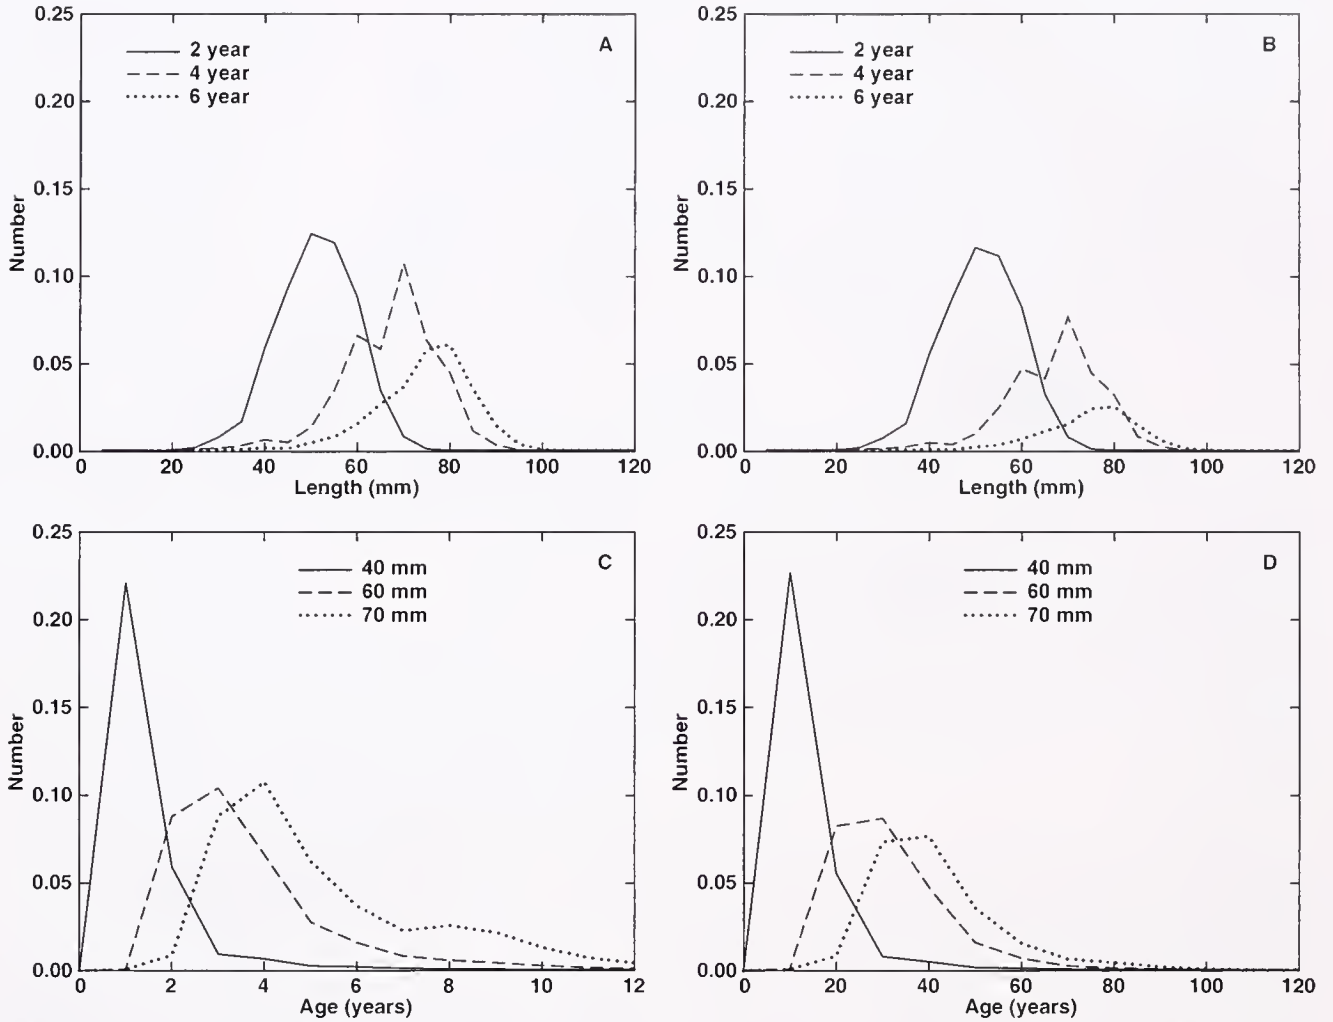 0.25
0.20
0.15
0.10
0.05
0.00
Number
2 year
4 year
6 year
A
0 20 40 60 80 100 120
Length (mm)
0.25
0.20
0.15
0.10
0.05
0.00
Number
2 year
4 year
6 year
B
0 20 40 60 80 100 120
Length (mm)
0.25
0.20
0.15
0.10
0.05
0.00
Number
40 mm
60 mm
70 mm
C
0 2 4 6 8 10 12
Age (years)
0.25
0.20
0.15
0.10
0.05
0.00
Number
40 mm
60 mm
70 mm
D
0 20 40 60 80 100 120
Age (years)